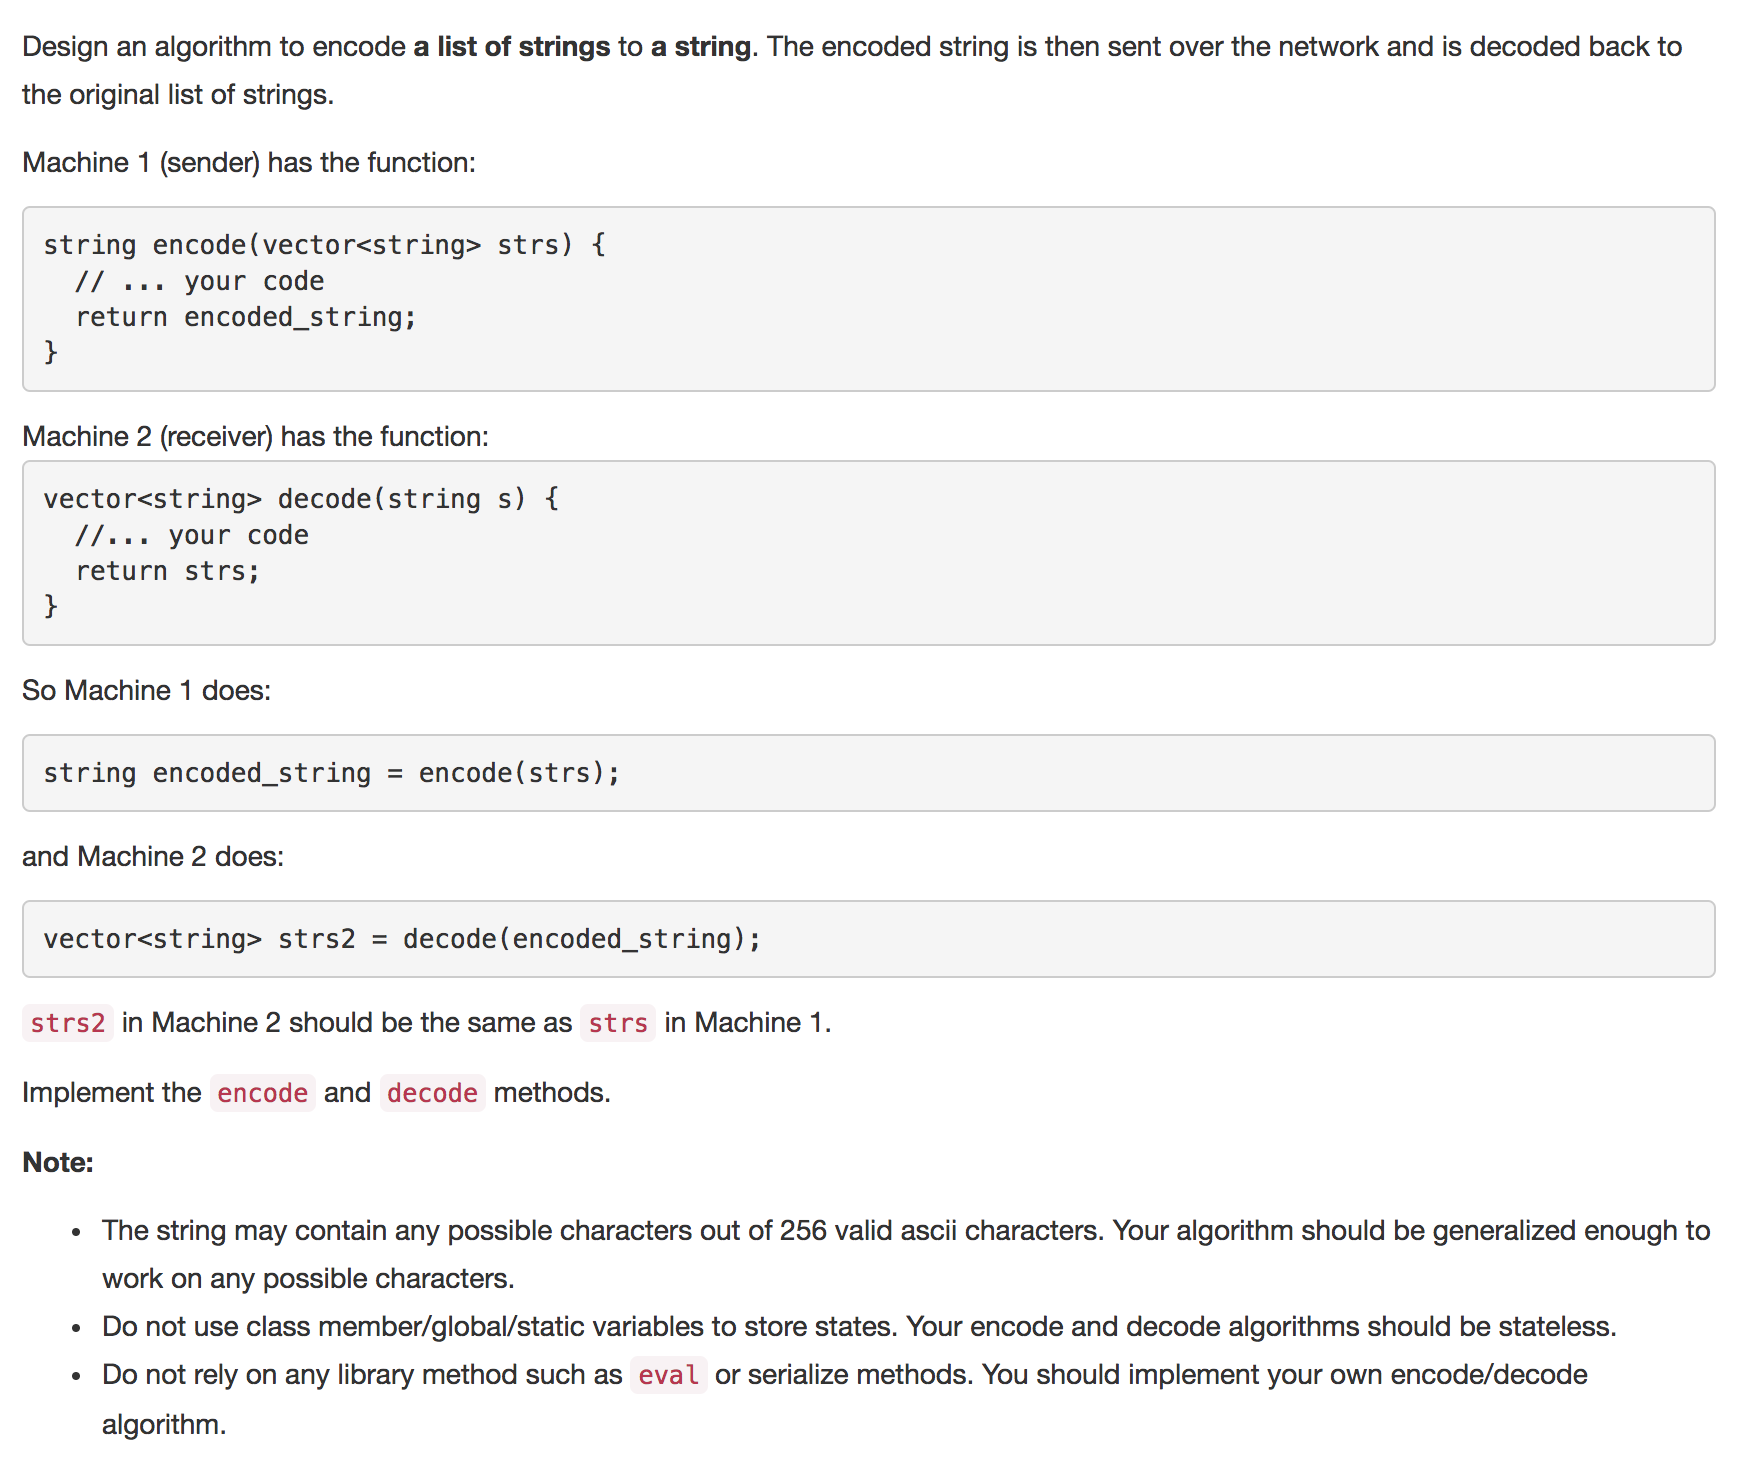 Design an algorithm to encode a list of strings to a string. The encoded string is then sent over the network and is decoded back to
the original list of strings.
Machine 1 (sender) has the function:
string encode(vector<string> strs) {
  // ... your code
  return encoded_string;
}
Machine 2 (receiver) has the function:
vector<string> decode(string s) {
  //... your code
  return strs;
}
So Machine 1 does:
string encoded_string = encode(strs);
and Machine 2 does:
vector<string> strs2 = decode(encoded_string);
strs2 in Machine 2 should be the same as strs in Machine 1.
Implement the encode and decode methods.
Note:
• The string may contain any possible characters out of 256 valid ascii characters. Your algorithm should be generalized enough to
work on any possible characters.
• Do not use class member/global/static variables to store states. Your encode and decode algorithms should be stateless.
• Do not rely on any library method such as eval or serialize methods. You should implement your own encode/decode
algorithm.